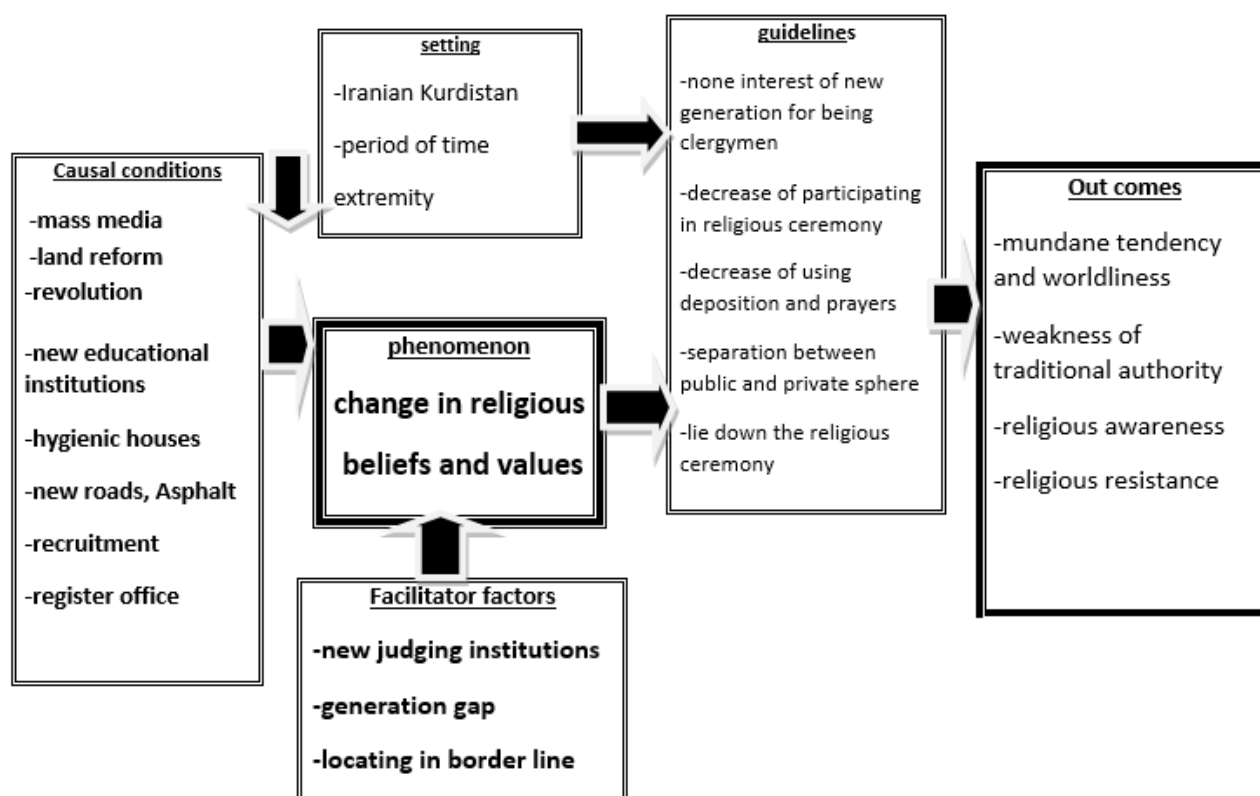 setting
-Iranian Kurdistan
-period of time
extremity
guidelines
-none interest of new
generation for being
clergymen
-decrease of participating
in religious ceremony
-decrease of using
deposition and prayers
-separation between
public and private sphere
-lie down the religious
ceremony
Causal conditions
-mass media
-land reform
-revolution
-new educational
institutions
-hygienic houses
-new roads, Asphalt
-recruitment
-register office
phenomenon
change in religious
beliefs and values
Out comes
-mundane tendency
and worldliness
-weakness of
traditional authority
-religious awareness
-religious resistance
Facilitator factors
-new judging institutions
-generation gap
-locating in border line